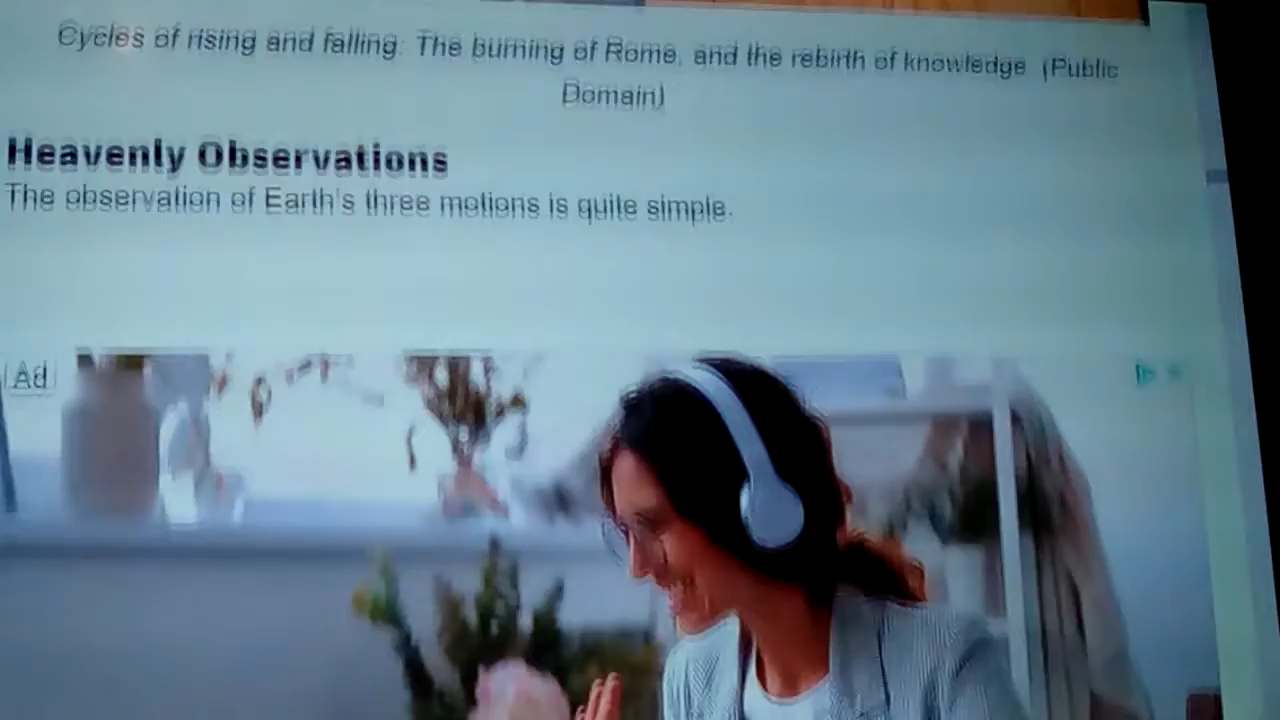 Cycles of rising and falling: The burning of Rome, and the rebirth of knowledge. (Public
Domain)
Heavenly Observations
The observation of Earth's three motions is quite simple.
Ad